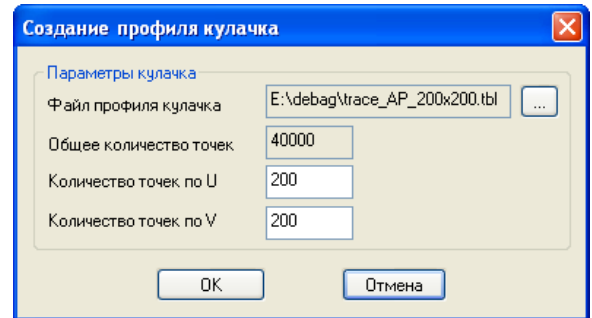 Создание профиля кулачка
Параметры кулачка
Файл профиля кулачка E:\debag\trace_AP_200x200.tbl ...
Общее количество точек 40000
Количество точек по U 200
Количество точек по V 200
OK Отмена